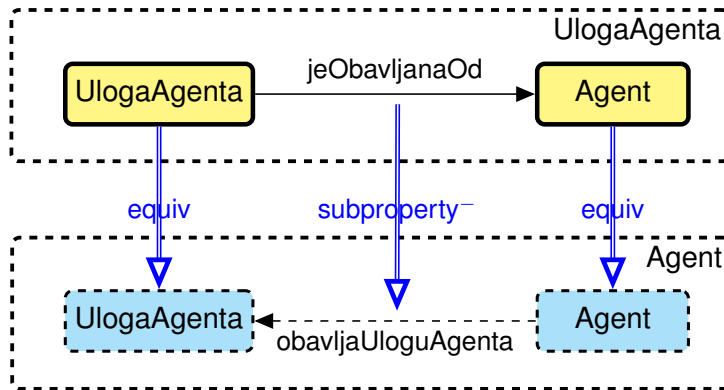 UlogaAgenta
jeObavljanaOd
UlogaAgenta
Agent
equiv
subproperty⁻
equiv
Agent
UlogaAgenta
Agent
obavljaUloguAgenta